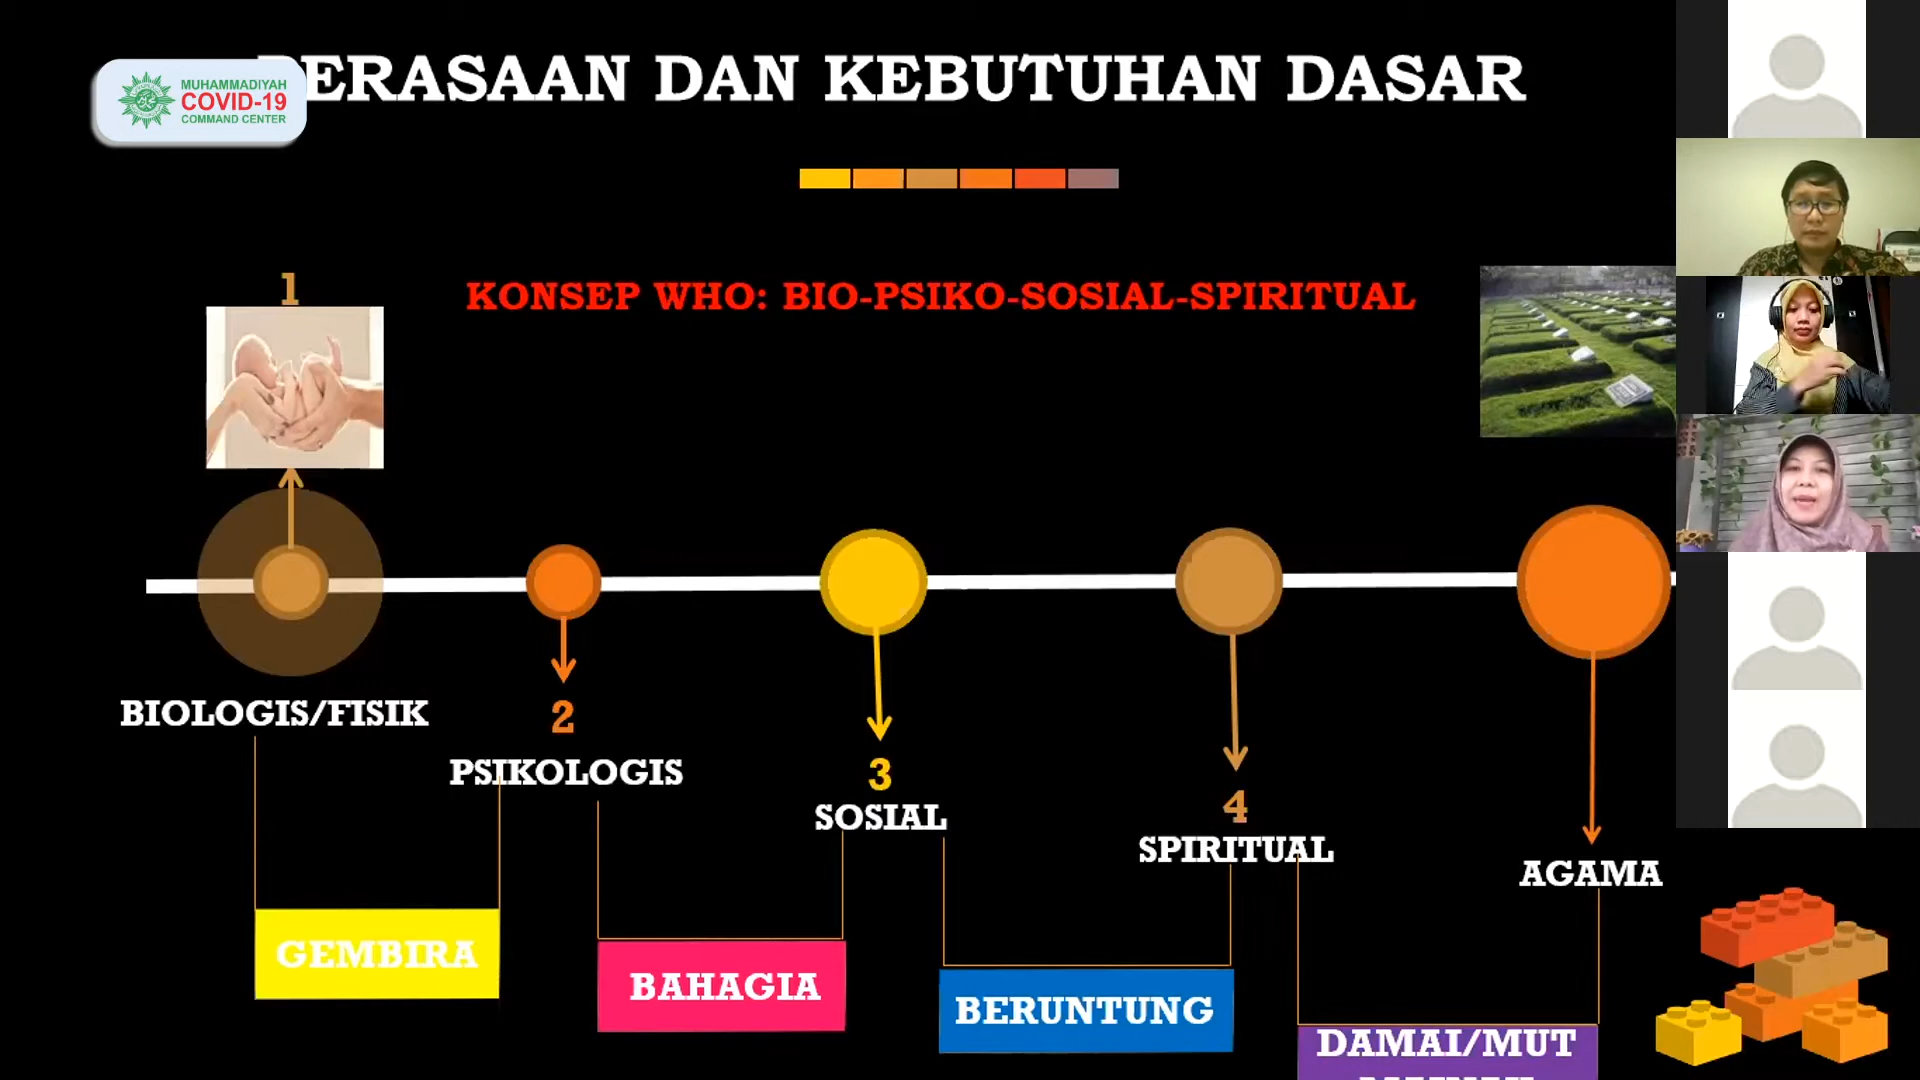 PERASAAN DAN KEBUTUHAN DASAR
MUHAMMADIYAH
COVID-19
COMMAND CENTER
1
KONSEP WHO: BIO-PSIKO-SOSIAL-SPIRITUAL
BIOLOGIS/FISIK
2
PSIKOLOGIS
3
SOSIAL
4
SPIRITUAL
AGAMA
GEMBIRA
BAHAGIA
BERUNTUNG
DAMAI/MUT